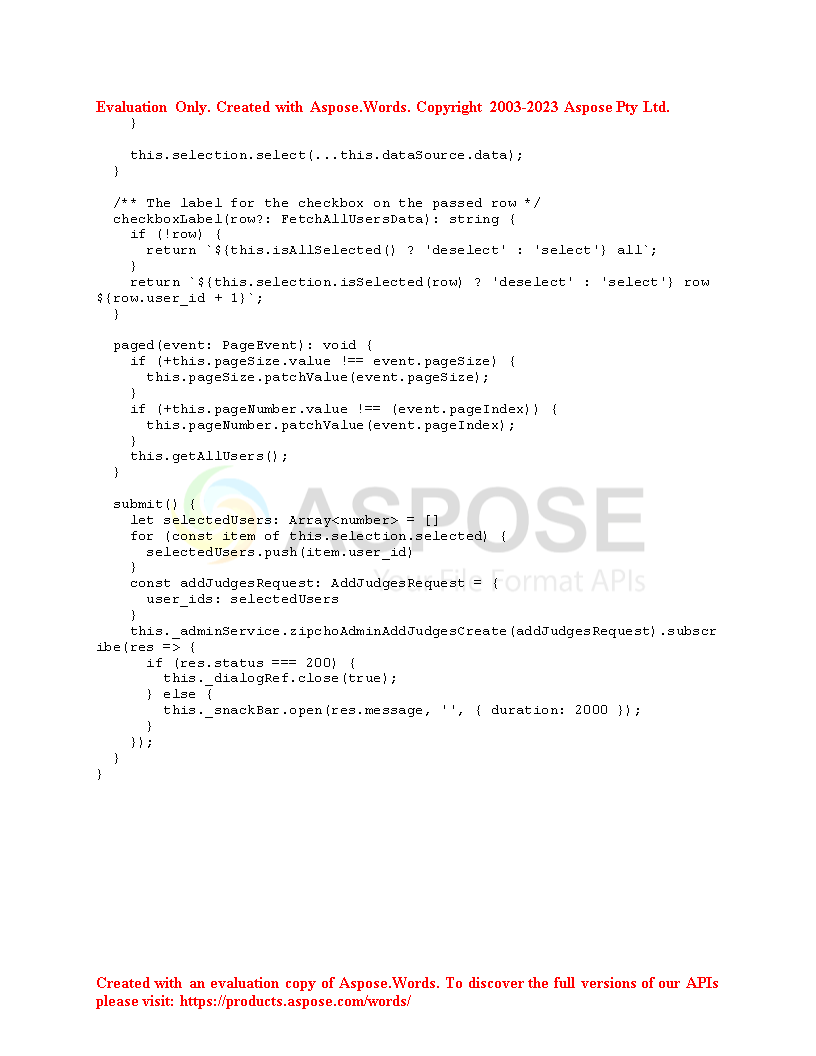 Evaluation Only. Created with Aspose.Words. Copyright 2003-2023 Aspose Pty Ltd.
    }

    this.selection.select(...this.dataSource.data);
  }

  /** The label for the checkbox on the passed row */
  checkboxLabel(row?: FetchAllUsersData): string {
    if (!row) {
      return `${this.isAllSelected() ? 'deselect' : 'select'} all`;
    }
    return `${this.selection.isSelected(row) ? 'deselect' : 'select'} row
${row.user_id + 1}`;
  }

  paged(event: PageEvent): void {
    if (+this.pageSize.value !== event.pageSize) {
      this.pageSize.patchValue(event.pageSize);
    }
    if (+this.pageNumber.value !== (event.pageIndex)) {
      this.pageNumber.patchValue(event.pageIndex);
    }
    this.getAllUsers();
  }

  submit() {
    let selectedUsers: Array<number> = []
    for (const item of this.selection.selected) {
      selectedUsers.push(item.user_id)
    }
    const addJudgesRequest: AddJudgesRequest = {
      user_ids: selectedUsers
    }
    this._adminService.zipchoAdminAddJudgesCreate(addJudgesRequest).subscr
ibe(res => {
      if (res.status === 200) {
        this._dialogRef.close(true);
      } else {
        this._snackBar.open(res.message, '', { duration: 2000 });
      }
    });
  }
}
ASPOSE
Your File Format APIs
Created with an evaluation copy of Aspose.Words. To discover the full versions of our APIs
please visit: https://products.aspose.com/words/